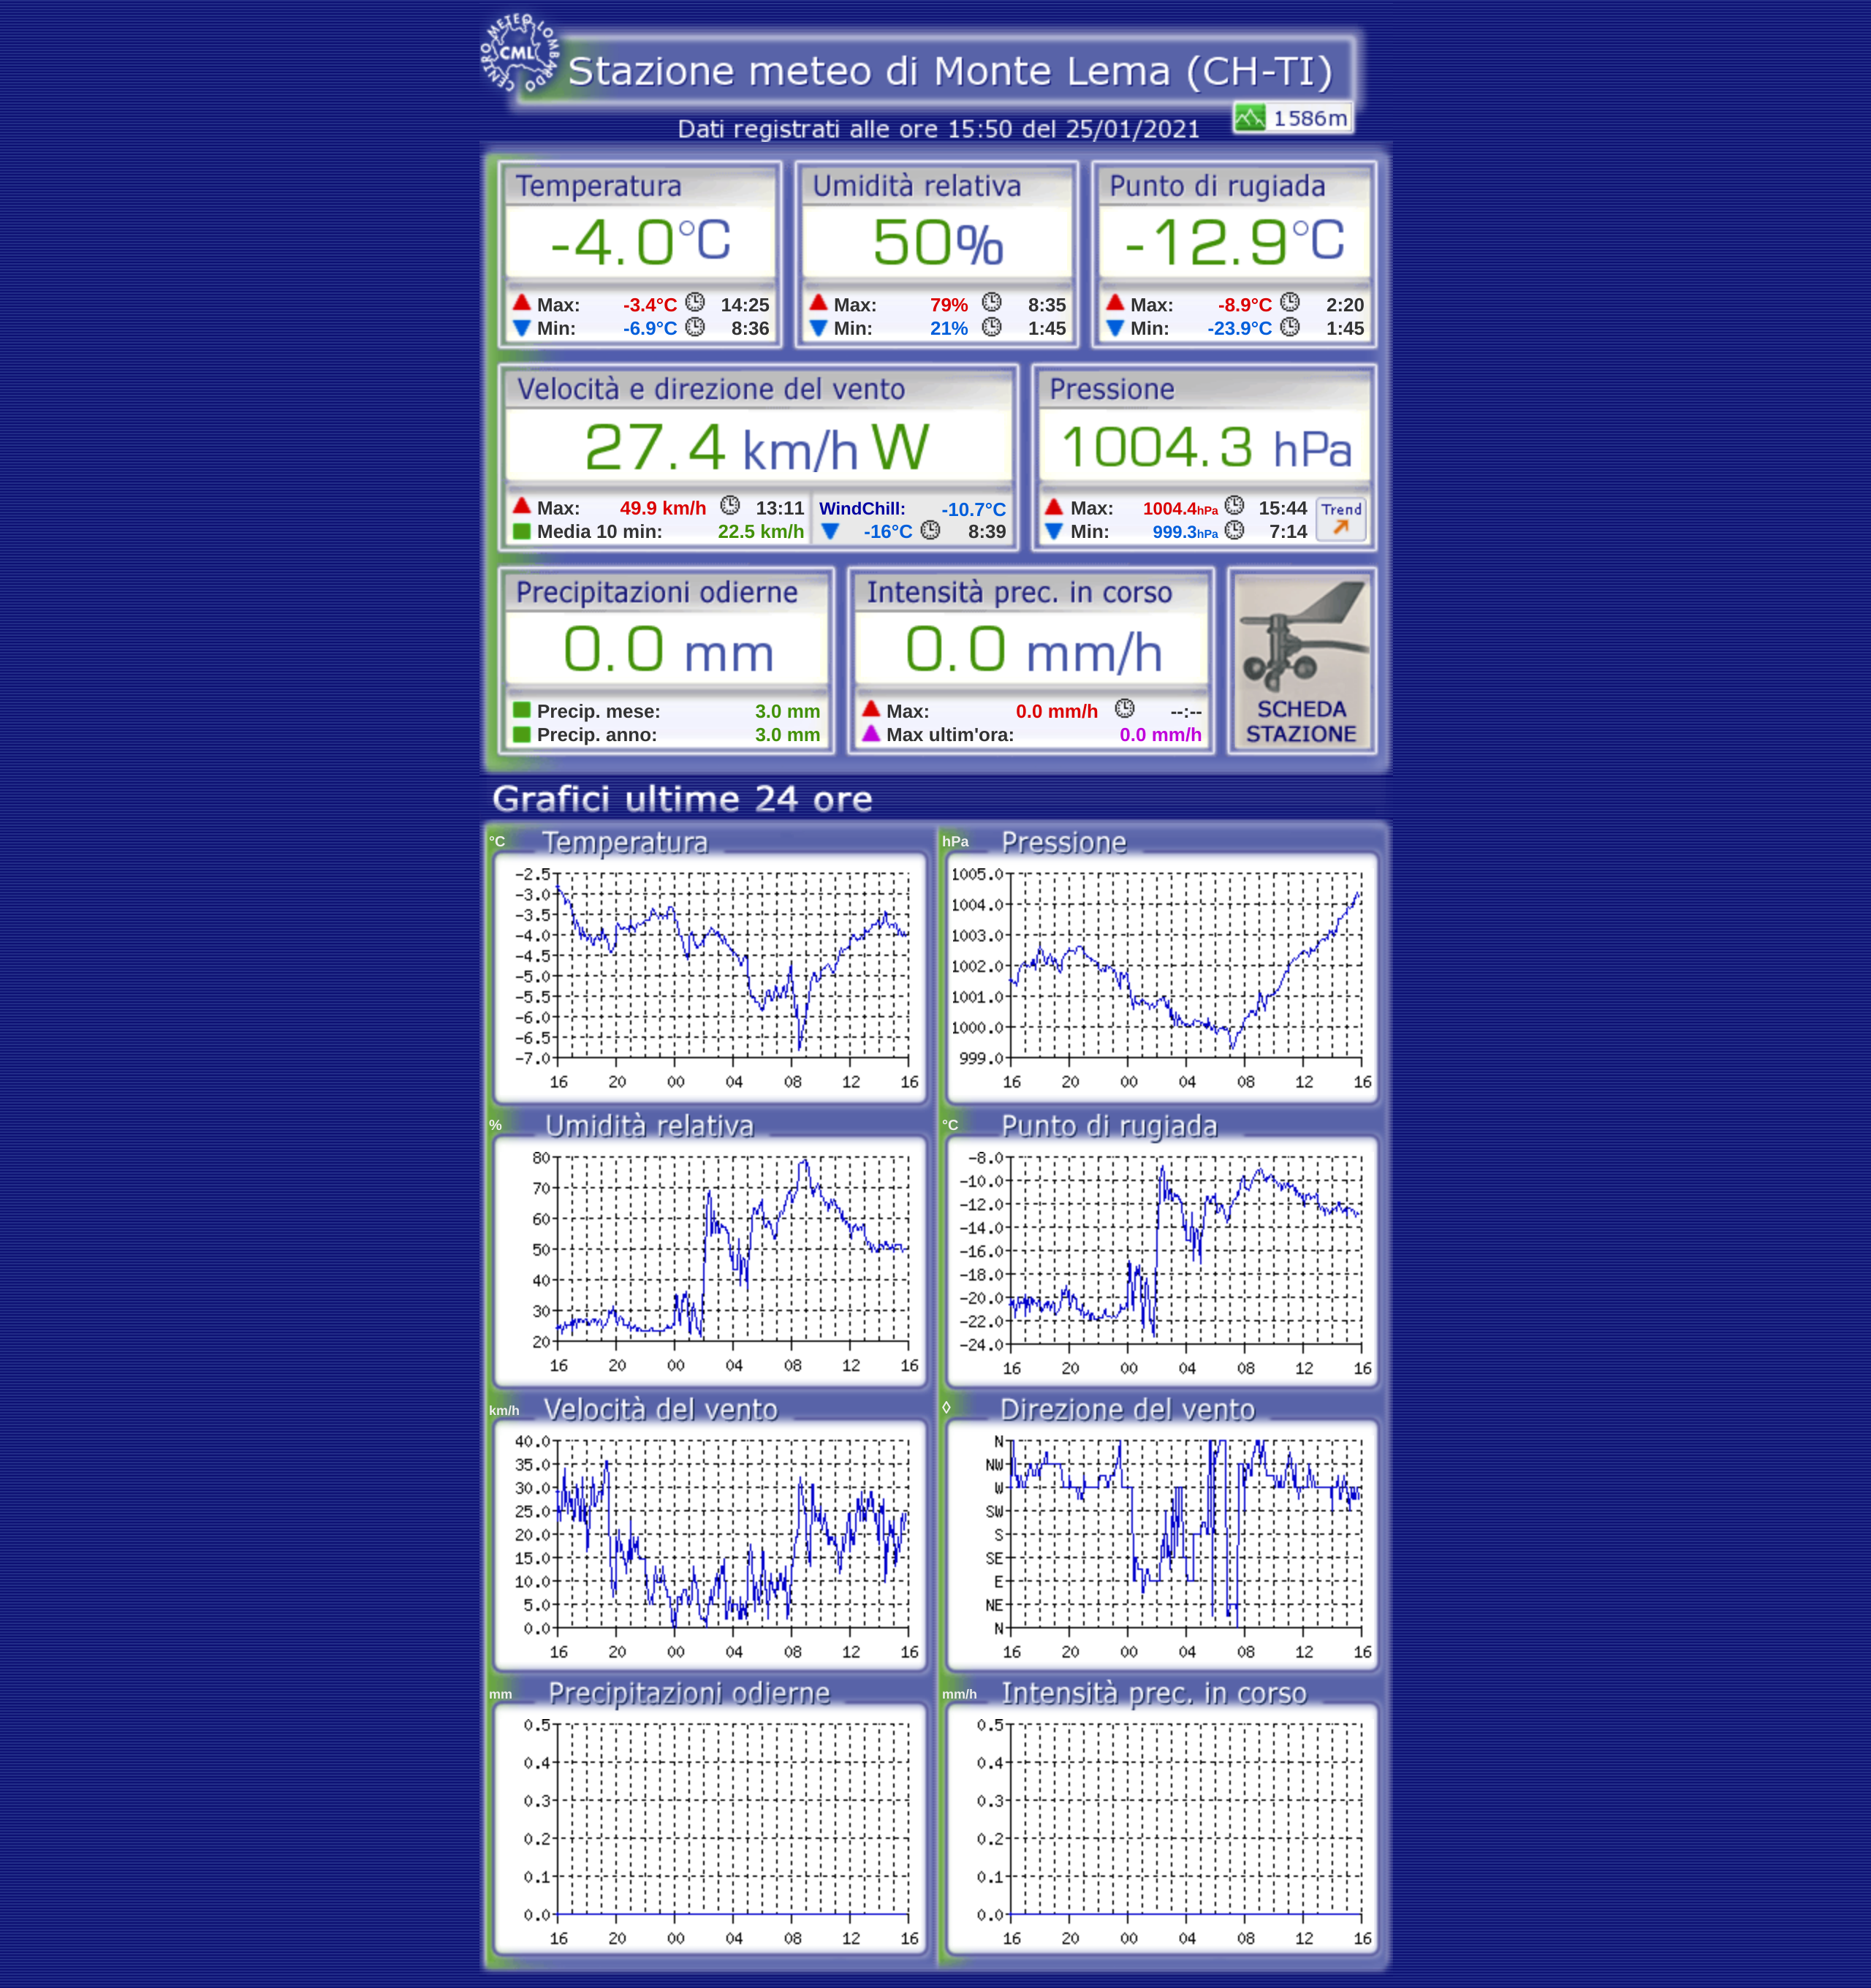 CENTRO METEO LOMBARDO
CML
Stazione meteo di Monte Lema (CH-TI)
1586m
Dati registrati alle ore 15:50 del 25/01/2021
Temperatura Umidità relativa Punto di rugiada
-4.0°C 50% -12.9°C
Max: -3.4°C 14:25 Max: 79% 8:35 Max: -8.9°C 2:20
Min: -6.9°C 8:36 Min: 21% 1:45 Min: -23.9°C 1:45
Velocità e direzione del vento Pressione
27.4 km/h W 1004.3 hPa
Max: 49.9 km/h 13:11 WindChill: -10.7°C Max: 1004.4hPa 15:44 Trend
Media 10 min: 22.5 km/h -16°C 8:39 Min: 999.3hPa 7:14
Precipitazioni odierne Intensità prec. in corso
0.0 mm 0.0 mm/h
Precip. mese: 3.0 mm Max: 0.0 mm/h --:-- SCHEDA
Precip. anno: 3.0 mm Max ultim'ora: 0.0 mm/h STAZIONE
Grafici ultime 24 ore
°C Temperatura
-2.5
-3.0
-3.5
-4.0
-4.5
-5.0
-5.5
-6.0
-6.5
-7.0
16 20 00 04 08 12 16
hPa Pressione
1005.0
1004.0
1003.0
1002.0
1001.0
1000.0
999.0
16 20 00 04 08 12 16
% Umidità relativa
80
70
60
50
40
30
20
16 20 00 04 08 12 16
°C Punto di rugiada
-8.0
-10.0
-12.0
-14.0
-16.0
-18.0
-20.0
-22.0
-24.0
16 20 00 04 08 12 16
km/h Velocità del vento
40.0
35.0
30.0
25.0
20.0
15.0
10.0
5.0
0.0
16 20 00 04 08 12 16
◊ Direzione del vento
N
NW
W
SW
S
SE
E
NE
N
16 20 00 04 08 12 16
mm Precipitazioni odierne
0.5
0.4
0.3
0.2
0.1
0.0
16 20 00 04 08 12 16
mm/h Intensità prec. in corso
0.5
0.4
0.3
0.2
0.1
0.0
16 20 00 04 08 12 16